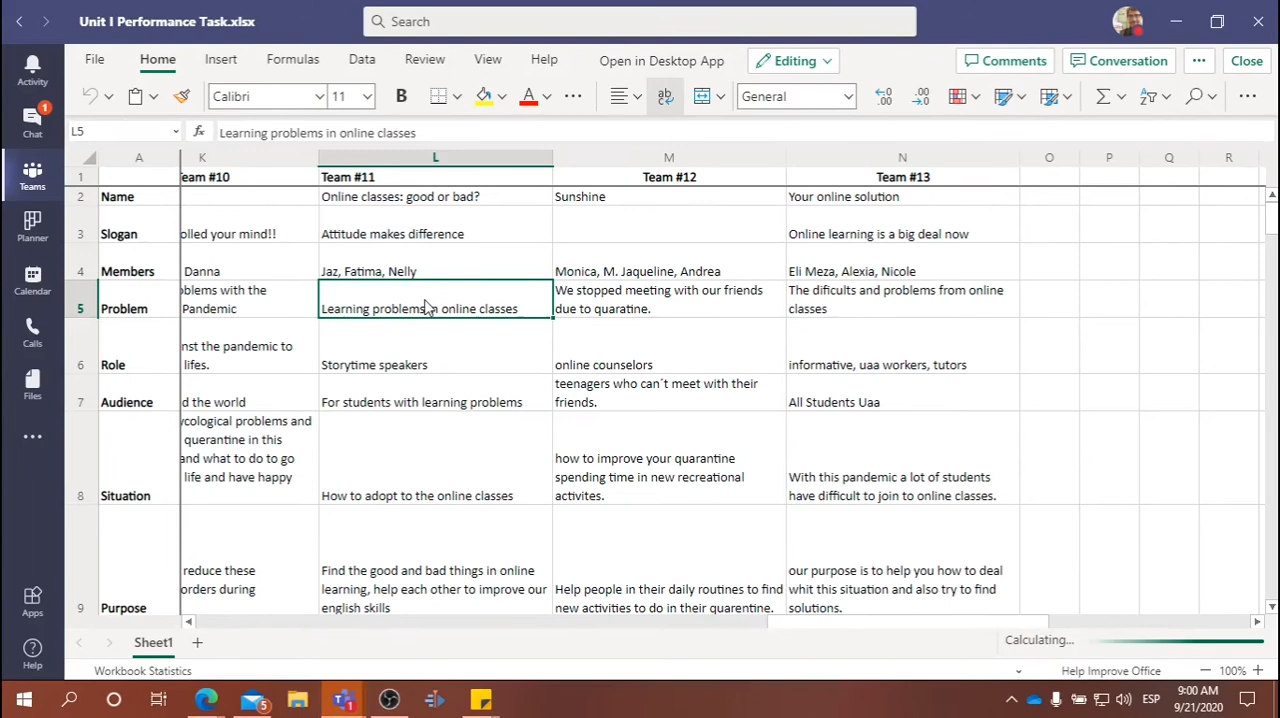 Unit I Performance Task.xlsx
Search
Activity
Chat
1
Teams
Planner
Calendar
Calls
Files
Apps
Help
File Home Insert Formulas Data Review View Help Open in Desktop App Editing Comments Conversation Close
Calibri 11 B A General
L5 fx Learning problems in online classes
A K L M N O P Q R
1 Team #10 Team #11 Team #12 Team #13
2 Name Online classes: good or bad? Sunshine Your online solution
3 Slogan olled your mind!! Attitude makes difference Online learning is a big deal now
4 Members Danna Jaz, Fatima, Nelly Monica, M. Jaqueline, Andrea Eli Meza, Alexia, Nicole
oblems with the We stopped meeting with our friends The dificults and problems from online
5 Problem Pandemic Learning problems in online classes due to quaratine. classes
nst the pandemic to
6 Role lifes. Storytime speakers online counselors informative, uaa workers, tutors
teenagers who can´t meet with their
7 Audience d the world For students with learning problems friends. All Students Uaa
ycological problems and
querantine in this
and what to do to go how to improve your quarantine
life and have happy spending time in new recreational With this pandemic a lot of students
8 Situation How to adopt to the online classes activites. have difficult to join to online classes.
reduce these Find the good and bad things in online our purpose is to help you how to deal
orders during learning, help each other to improve our Help people in their daily routines to find whit this situation and also try to find
9 Purpose english skills new activities to do in their quarentine. solutions.
Sheet1 Calculating...
Workbook Statistics Help Improve Office 100%
5 1 ESP 9:00 AM
9/21/2020